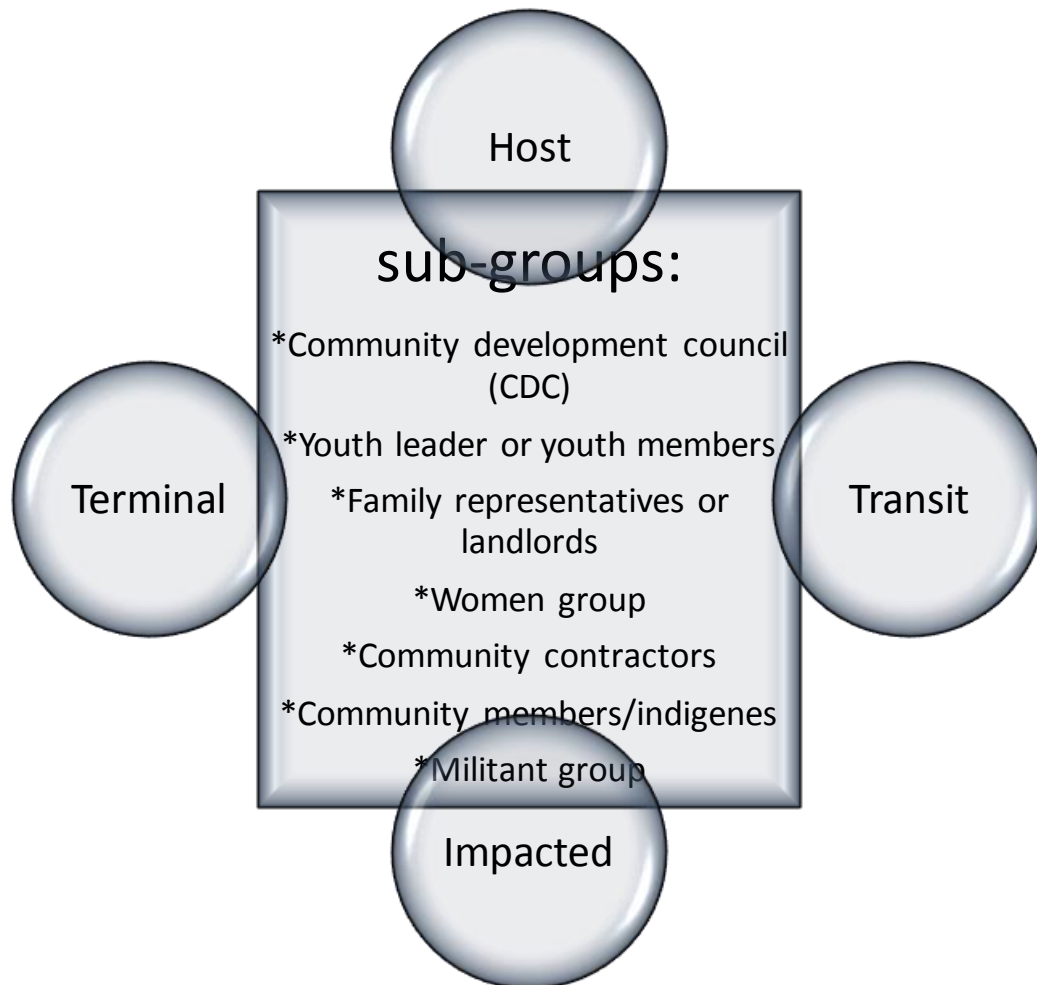 Host
sub-groups:
*Community development council
(CDC)
*Youth leader or youth members
*Family representatives or
landlords
*Women group
*Community contractors
*Community members/indigenes
*Militant group
Terminal
Transit
Impacted